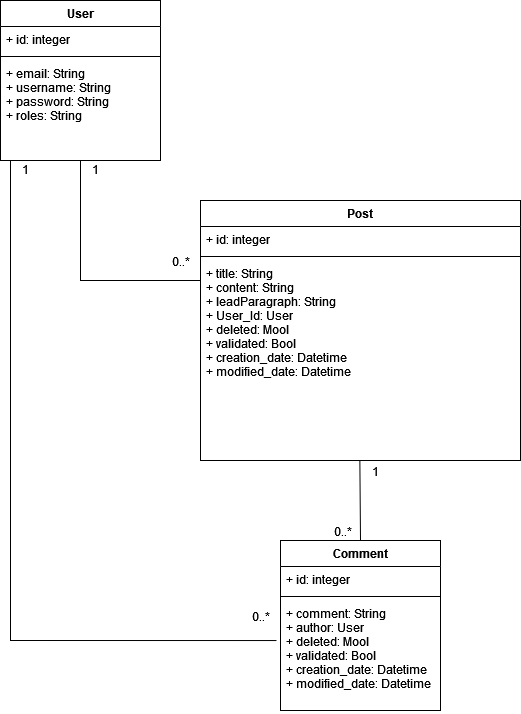 User
+ id: integer
+ email: String
+ username: String
+ password: String
+ roles: String
1
1
Post
+ id: integer
0..*
+ title: String
+ content: String
+ leadParagraph: String
+ User_Id: User
+ deleted: Mool
+ validated: Bool
+ creation_date: Datetime
+ modified_date: Datetime
1
0..*
Comment
+ id: integer
0..*
+ comment: String
+ author: User
+ deleted: Mool
+ validated: Bool
+ creation_date: Datetime
+ modified_date: Datetime